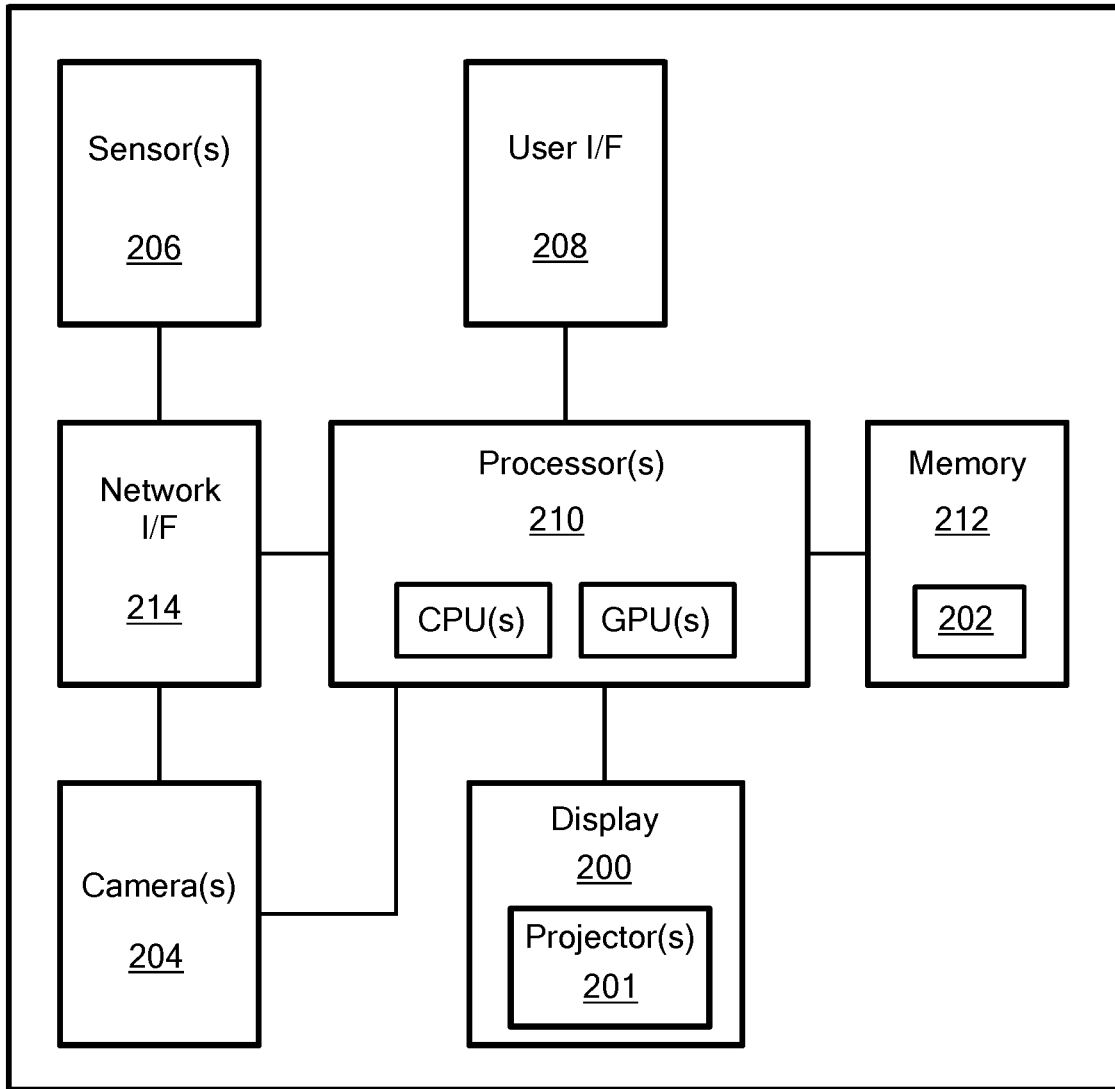 Sensor(s)
206
User I/F
208
Network
I/F
214
Processor(s)
210
CPU(s)
GPU(s)
Memory
212
202
Camera(s)
204
Display
200
Projector(s)
201